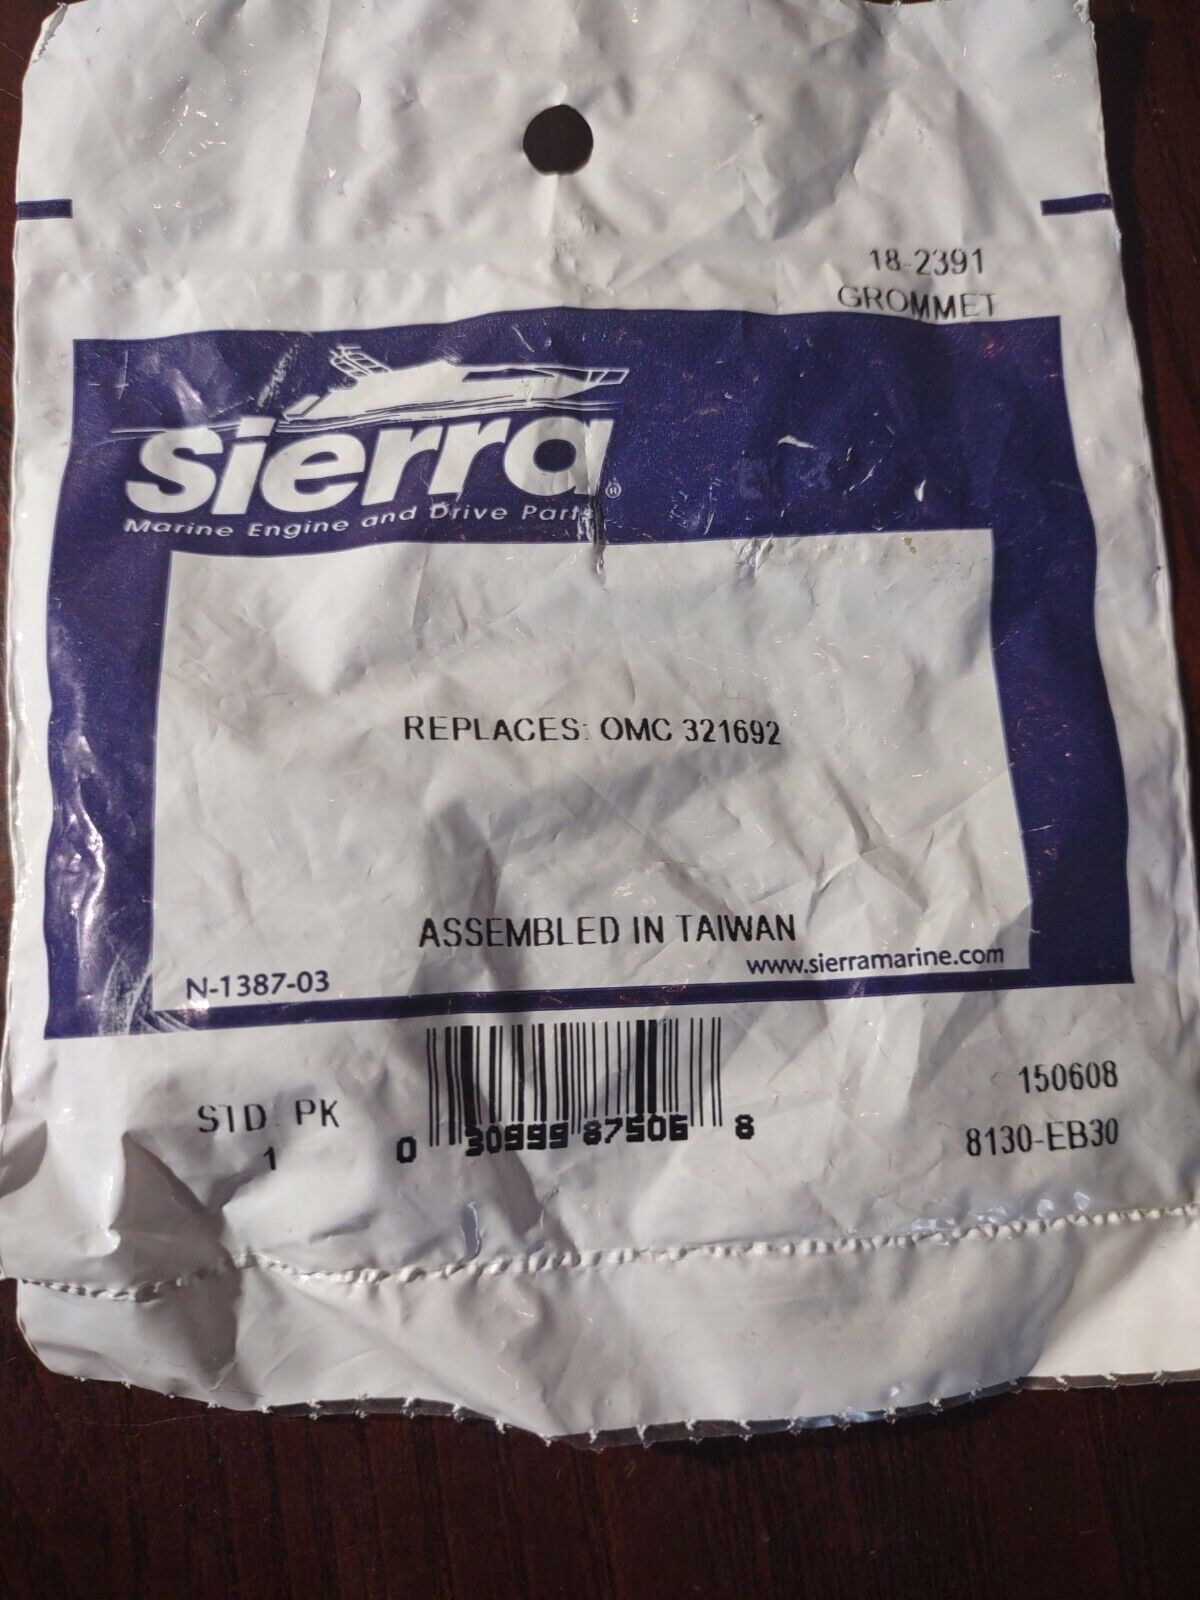 18-2391
GROMMET
sierra®
Marine Engine and Drive Parts
REPLACES: OMC 321692
ASSEMBLED IN TAIWAN
www.sierramarine.com
N-1387-03
STD. PK
1
0 30999 87506 8
150608
8130-EB30